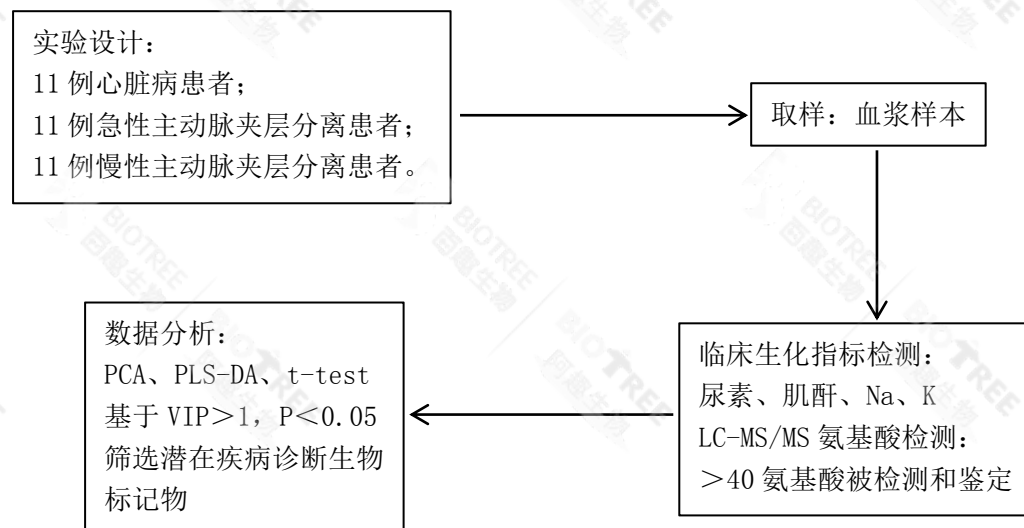 实验设计：
11 例心脏病患者；
11 例急性主动脉夹层分离患者；
11 例慢性主动脉夹层分离患者。
取样：血浆样本
临床生化指标检测：
尿素、肌酐、Na、K
LC-MS/MS 氨基酸检测：
＞40 氨基酸被检测和鉴定
数据分析：
PCA、PLS-DA、t-test
基于 VIP＞1，P＜0.05
筛选潜在疾病诊断生物
标记物
BIOTREE
阿趣生物